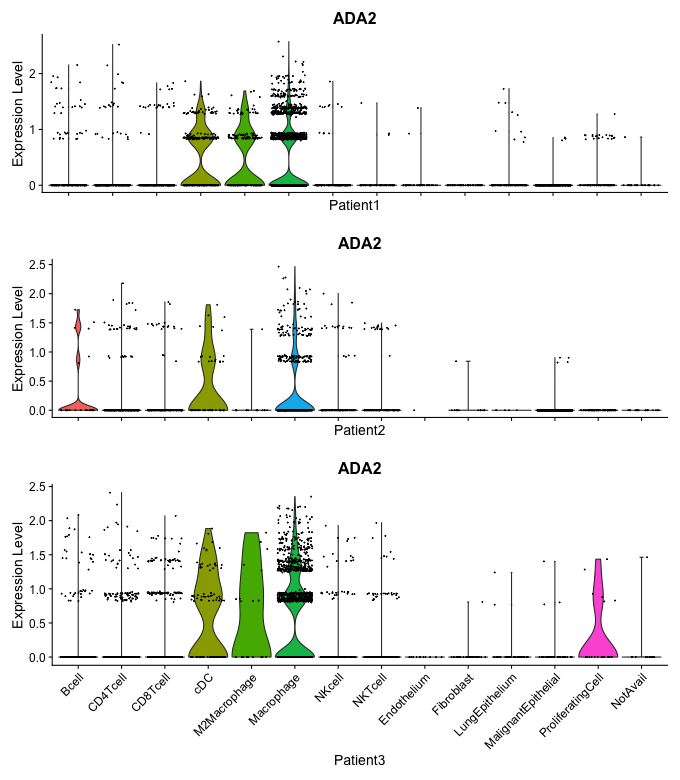 ADA2
Expression Level
2
1
0
Patient1
ADA2
Expression Level
2.5
2.0
1.5
1.0
0.5
0.0
Patient2
ADA2
Expression Level
2.5
2.0
1.5
1.0
0.5
0.0
Bcell
CD4Tcell
CD8Tcell
cDC
M2Macrophage
Macrophage
NKcell
NKTcell
Endothelium
Fibroblast
LungEpithelium
MalignantEpithelial
ProliferatingCell
NotAvail
Patient3